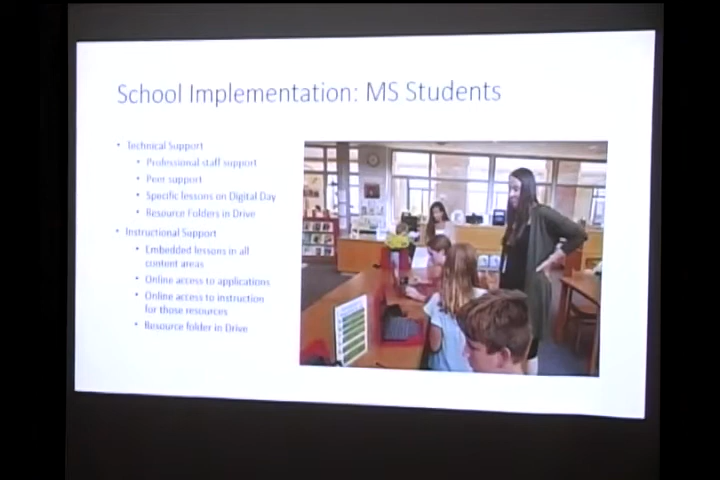 School Implementation: MS Students
• Technical Support
• Professional staff support
• Peer support
• Specific lessons on Digital Day
• Resource Folders in Drive
• Instructional Support
• Embedded lessons in all
content areas
• Online access to applications
• Online access to instruction
for those resources
• Resource folder in Drive